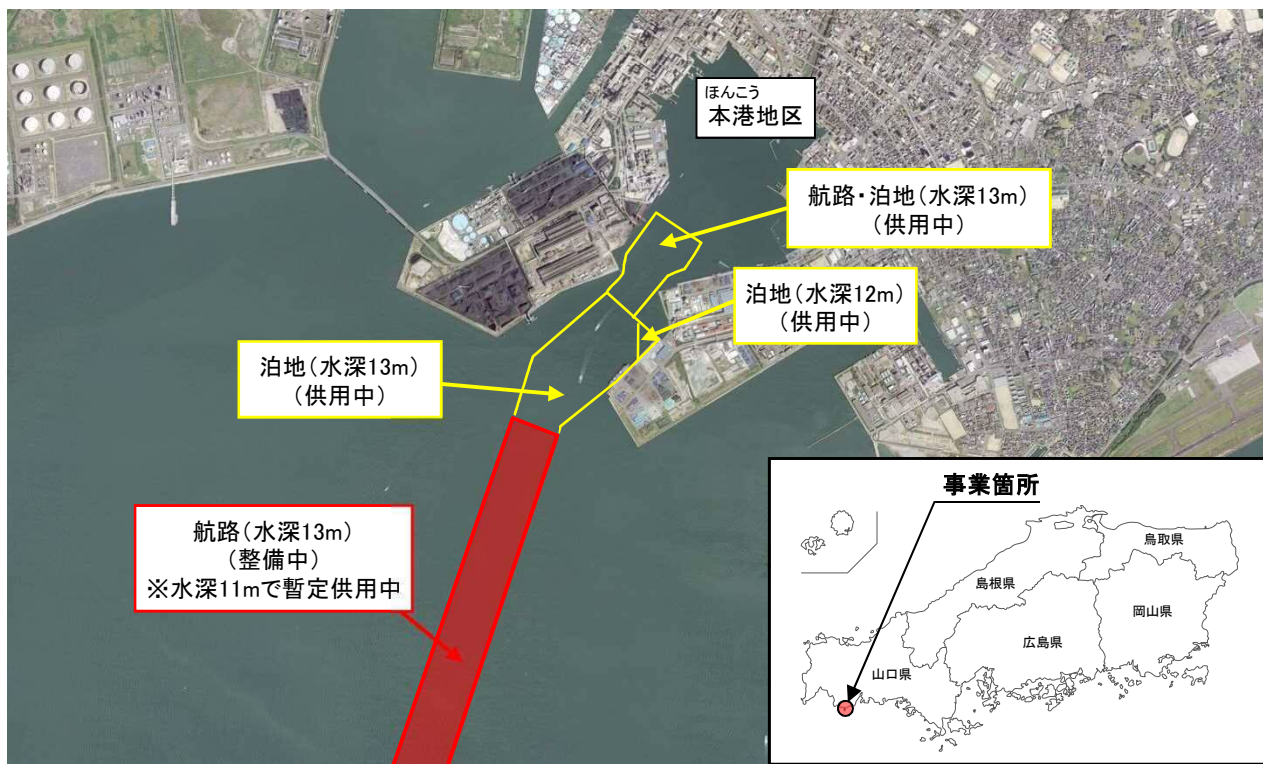 ほんこう
本港地区
航路・泊地(水深13m)
(供用中)
泊地(水深12m)
(供用中)
泊地(水深13m)
(供用中)
航路(水深13m)
(整備中)
※水深11mで暫定供用中
事業箇所
鳥取県
島根県
岡山県
広島県
山口県